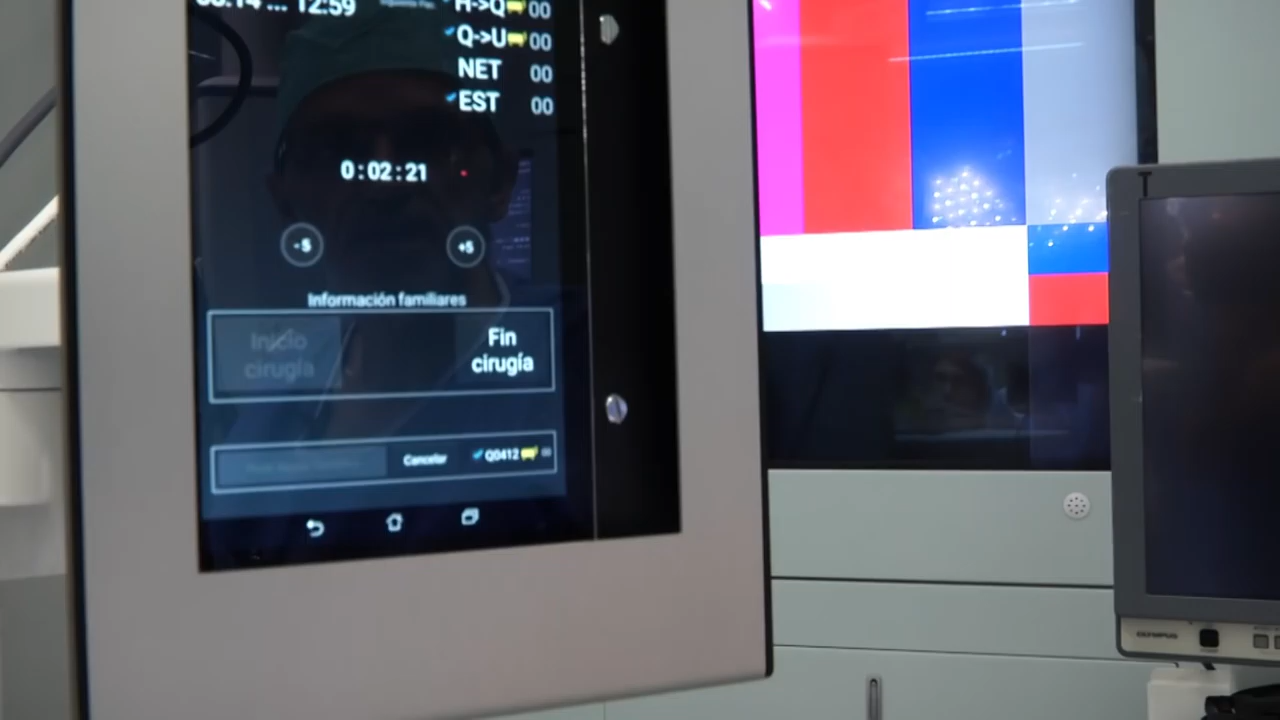 12:59
H->Q 00
Q->U 00
NET 00
EST 00
0:02:21
-5
+5
Información familiares
Inicio cirugía
Fin cirugía
Cancelar
Q0412
OLYMPUS